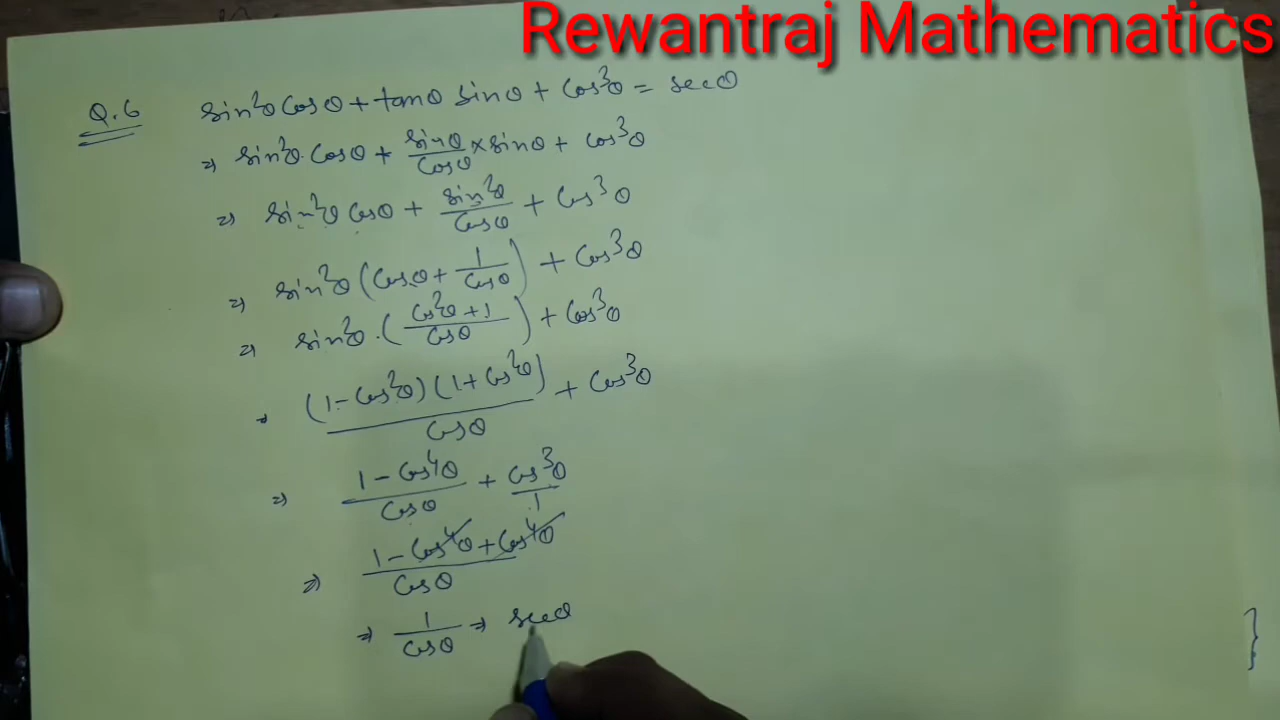 Rewantraj Mathematics
Q.6 sin²θ cosθ + tanθ sinθ + cos³θ = secθ
⇒ sin²θ · cosθ + sinθ/cosθ × sinθ + cos³θ
⇒ sin²θ cosθ + sin²θ/cosθ + cos³θ
⇒ sin²θ (cosθ + 1/cosθ) + cos³θ
⇒ sin²θ · (cos²θ + 1/cosθ) + cos³θ
⇒ (1 - cos²θ)(1 + cos²θ)/cosθ + cos³θ
⇒ 1 - cos⁴θ/cosθ + cos³θ/1
⇒ 1 - cos⁴θ + cos⁴θ/cosθ
⇒ 1/cosθ ⇒ secθ